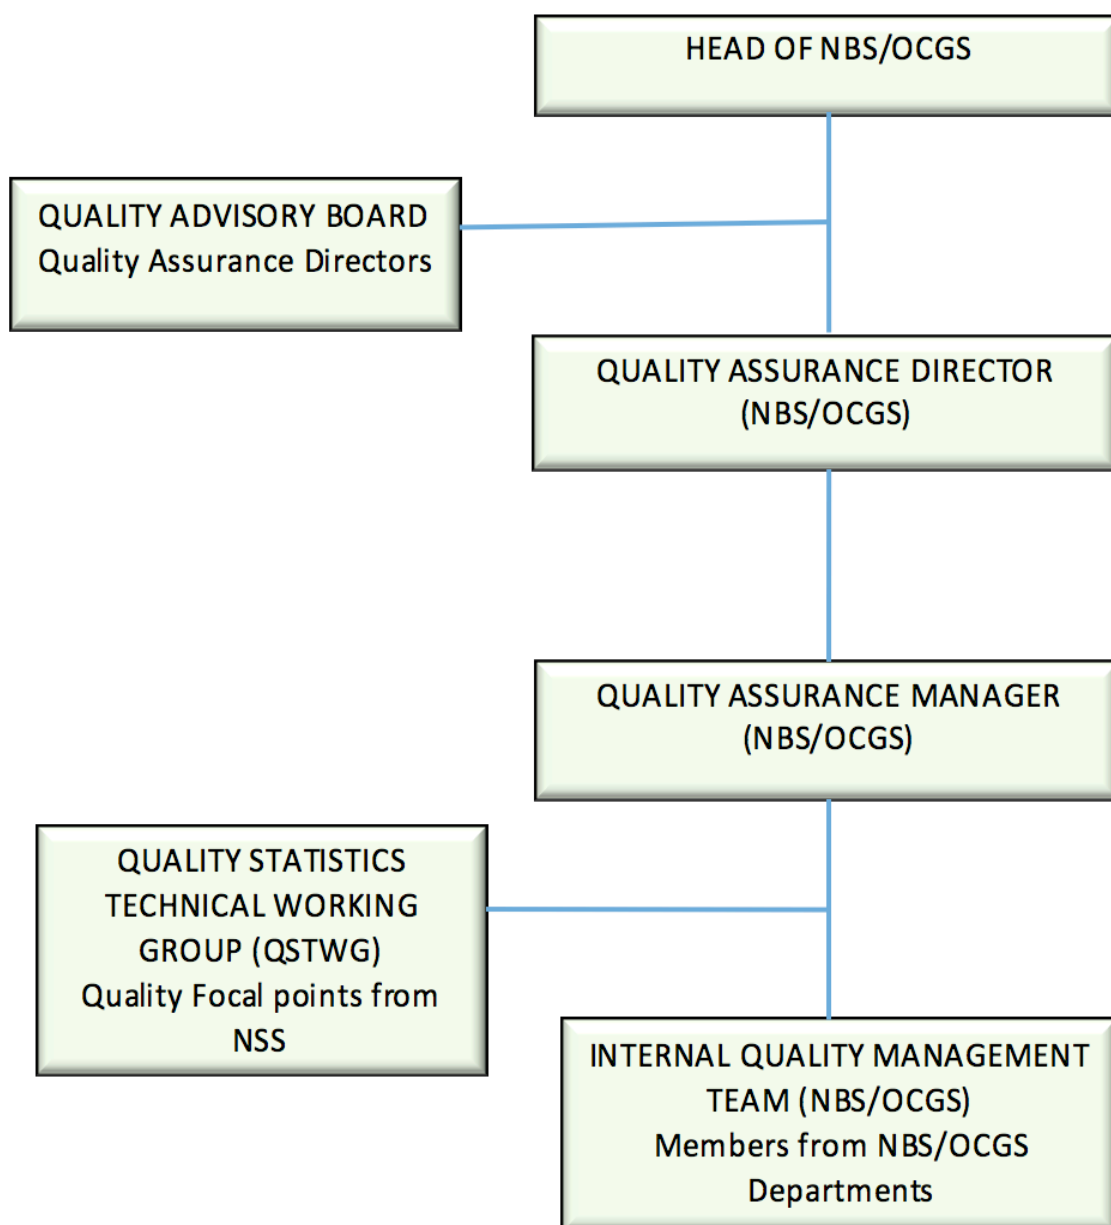 HEAD OF NBS/OCGS
QUALITY ADVISORY BOARD
Quality Assurance Directors
QUALITY ASSURANCE DIRECTOR
(NBS/OCGS)
QUALITY ASSURANCE MANAGER
(NBS/OCGS)
QUALITY STATISTICS
TECHNICAL WORKING
GROUP (QSTWG)
Quality Focal points from
NSS
INTERNAL QUALITY MANAGEMENT
TEAM (NBS/OCGS)
Members from NBS/OCGS
Departments